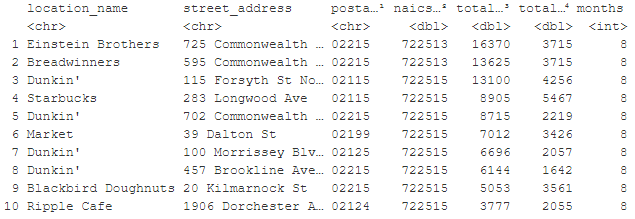 location_name street_address posta…¹ naics…² total…³ total…⁴ months
<chr> <chr> <chr> <dbl> <dbl> <dbl> <int>
1 Einstein Brothers 725 Commonwealth … 02215 722513 16370 3715 8
2 Breadwinners 595 Commonwealth … 02215 722513 13625 3715 8
3 Dunkin' 115 Forsyth St No… 02115 722515 13100 4256 8
4 Starbucks 283 Longwood Ave 02115 722515 8905 5467 8
5 Dunkin' 702 Commonwealth … 02215 722515 8715 2219 8
6 Market 39 Dalton St 02199 722515 7012 3426 8
7 Dunkin' 100 Morrissey Blv… 02125 722515 6696 2057 8
8 Dunkin' 457 Brookline Ave… 02215 722515 6144 1642 8
9 Blackbird Doughnuts 20 Kilmarnock St 02215 722515 5053 3561 8
10 Ripple Cafe 1906 Dorchester A… 02124 722515 3777 2055 8